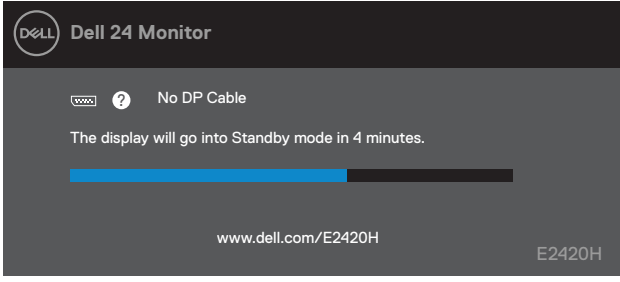 DELL Dell 24 Monitor
? No DP Cable
The display will go into Standby mode in 4 minutes.
www.dell.com/E2420H
E2420H